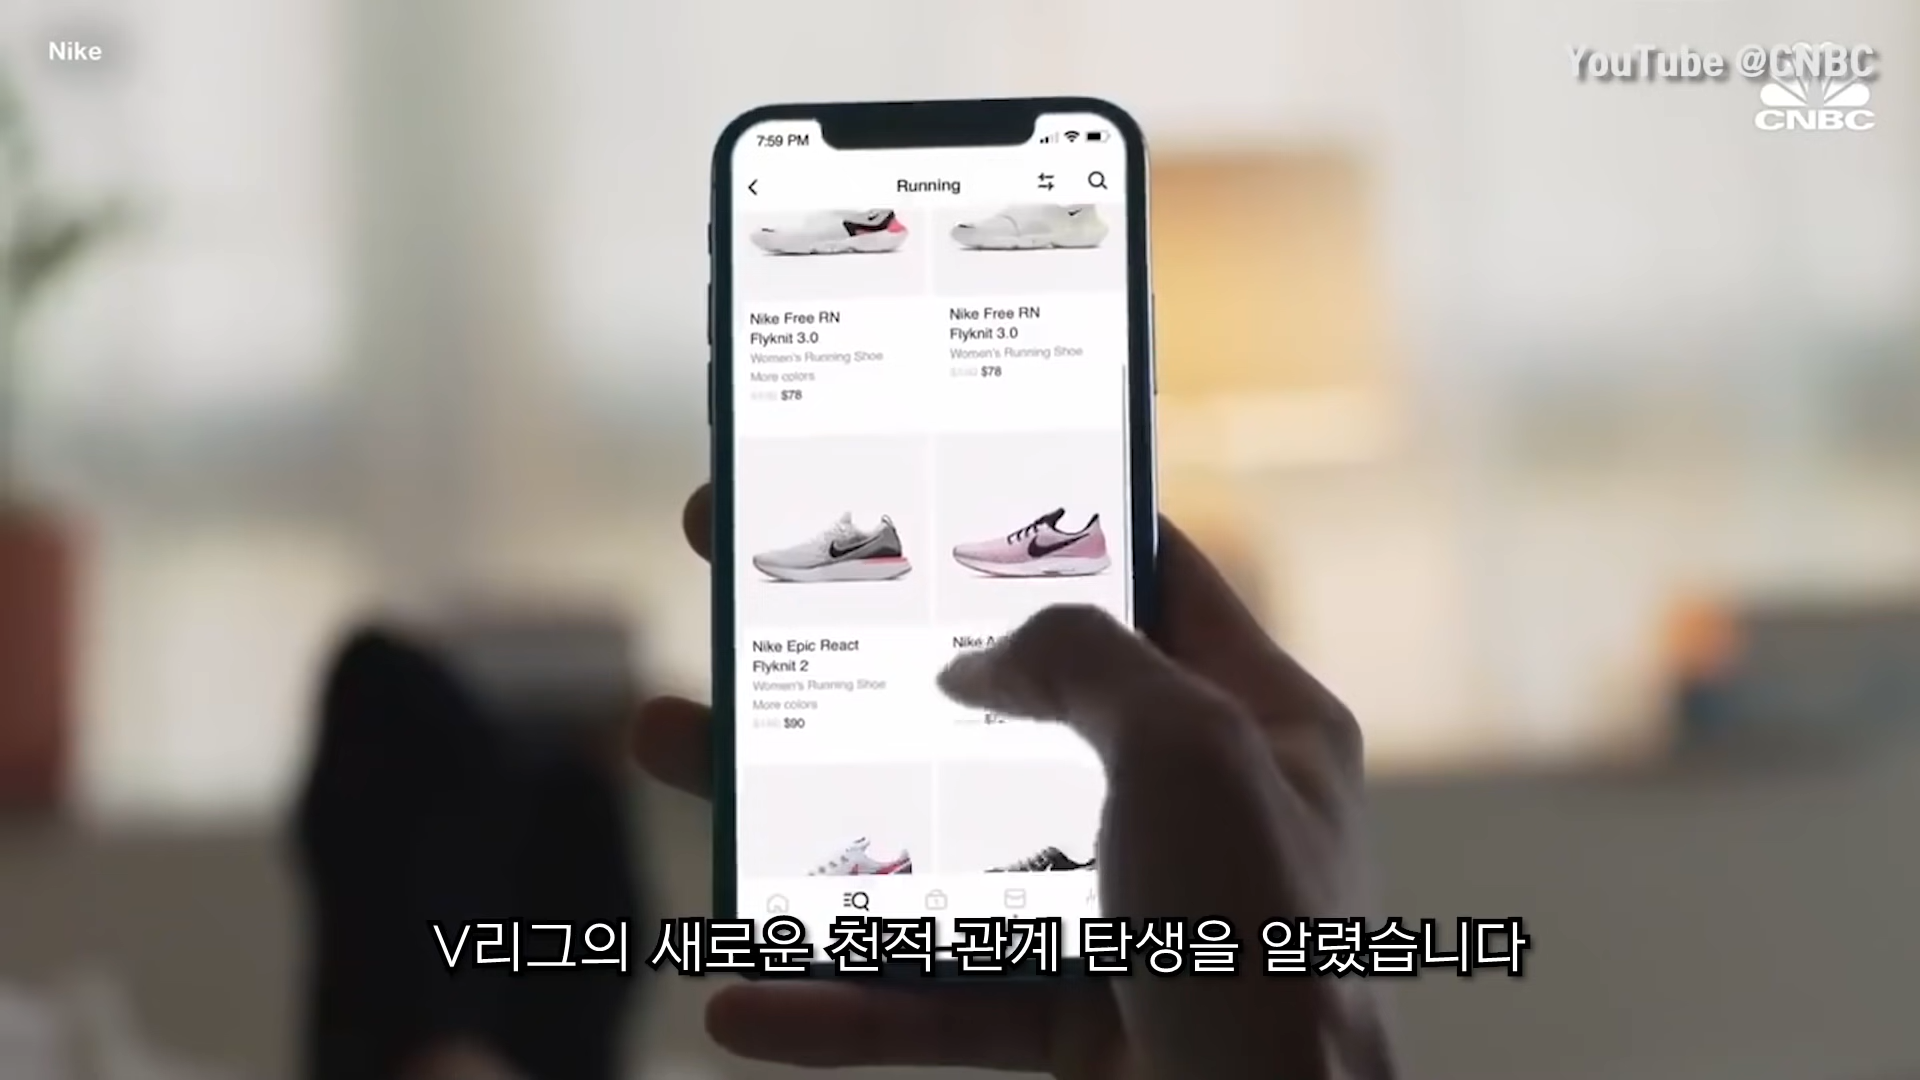 Nike
YouTube @CNBC
CNBC
7:59 PM
Running
Nike Free RN
Flyknit 3.0
Women's Running Shoe
More colors
$78
Nike Free RN
Flyknit 3.0
Women's Running Shoe
$78
Nike Epic React
Flyknit 2
Women's Running Shoe
More colors
$90
Nike
V리그의 새로운 천적 관계 탄생을 알렸습니다